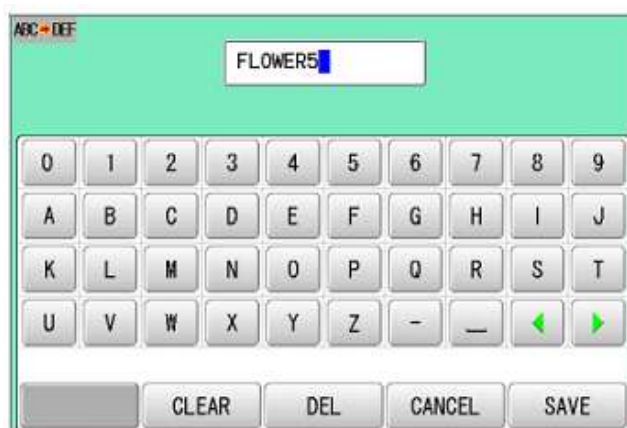 ABC➡DEF
FLOWER5
0 1 2 3 4 5 6 7 8 9
A B C D E F G H I J
K L M N O P Q R S T
U V W X Y Z - _
CLEAR DEL CANCEL SAVE